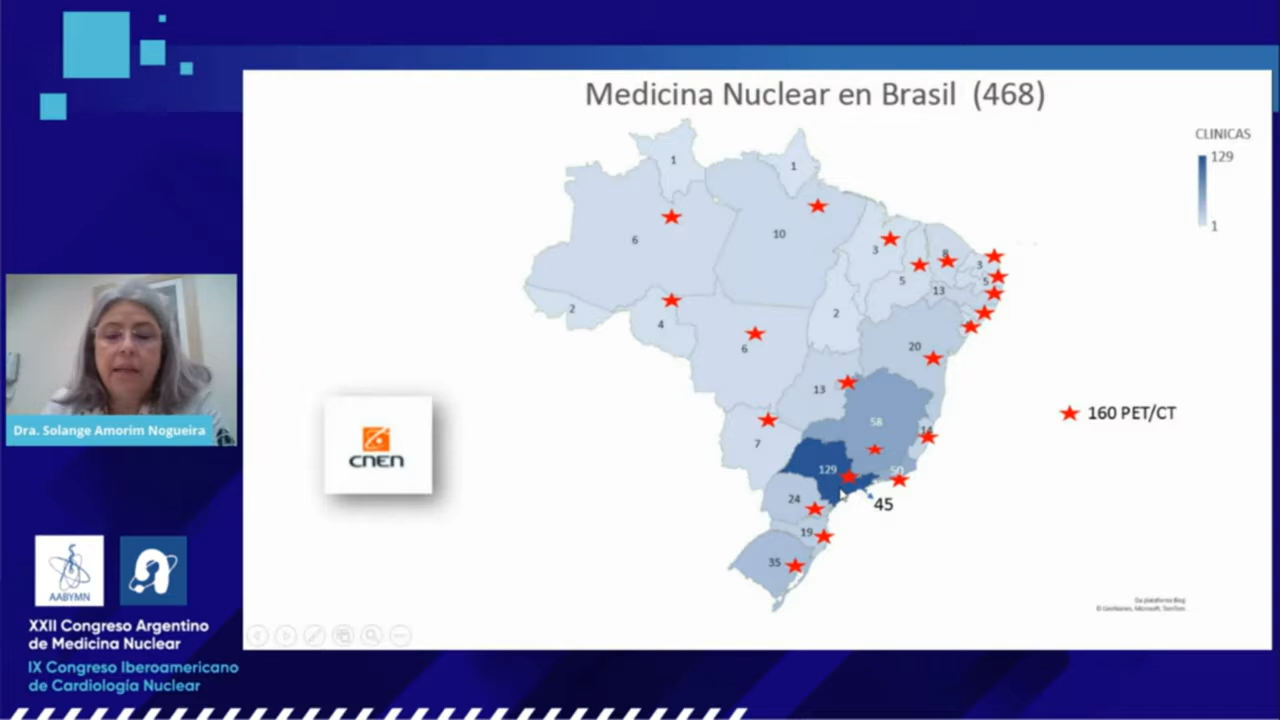 Medicina Nuclear en Brasil (468)
CLINICAS
129
1
1
1
6
10
3
8
3
5
5
13
2
4
2
6
20
13
58
7
129
50
45
24
19
35
160 PET/CT
CNEN
Dra. Solange Amorim Nogueira
AABYMN
XXII Congreso Argentino
de Medicina Nuclear
IX Congreso Iberoamericano
de Cardiología Nuclear